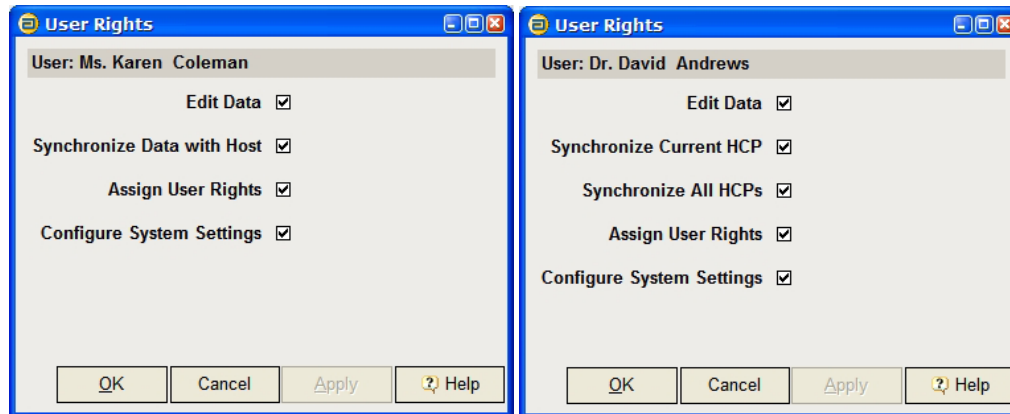 User Rights
User: Ms. Karen Coleman
Edit Data
Synchronize Data with Host
Assign User Rights
Configure System Settings
OK
Cancel
Apply
Help
User Rights
User: Dr. David Andrews
Edit Data
Synchronize Current HCP
Synchronize All HCPs
Assign User Rights
Configure System Settings
OK
Cancel
Apply
Help